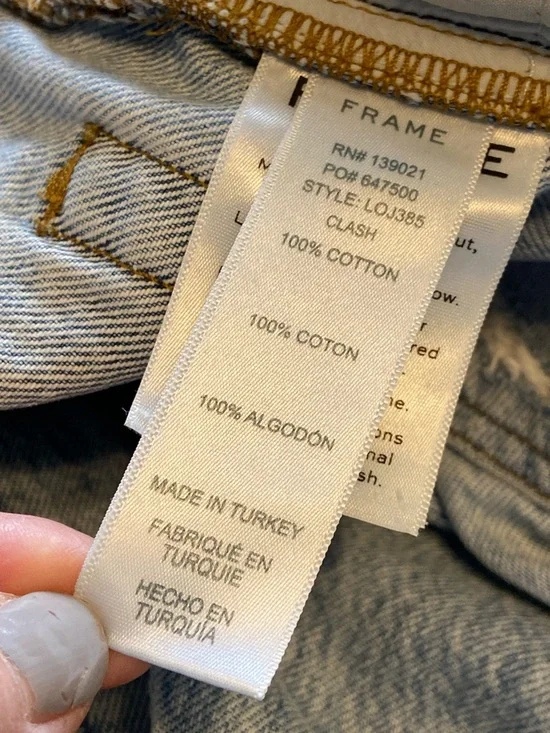 FRAME
RN# 139021
PO# 647500
STYLE: LOJ385
CLASH
100% COTTON
100% COTON
100% ALGODÓN
MADE IN TURKEY
FABRIQUÉ EN
TURQUIE
HECHO EN
TURQUÍA